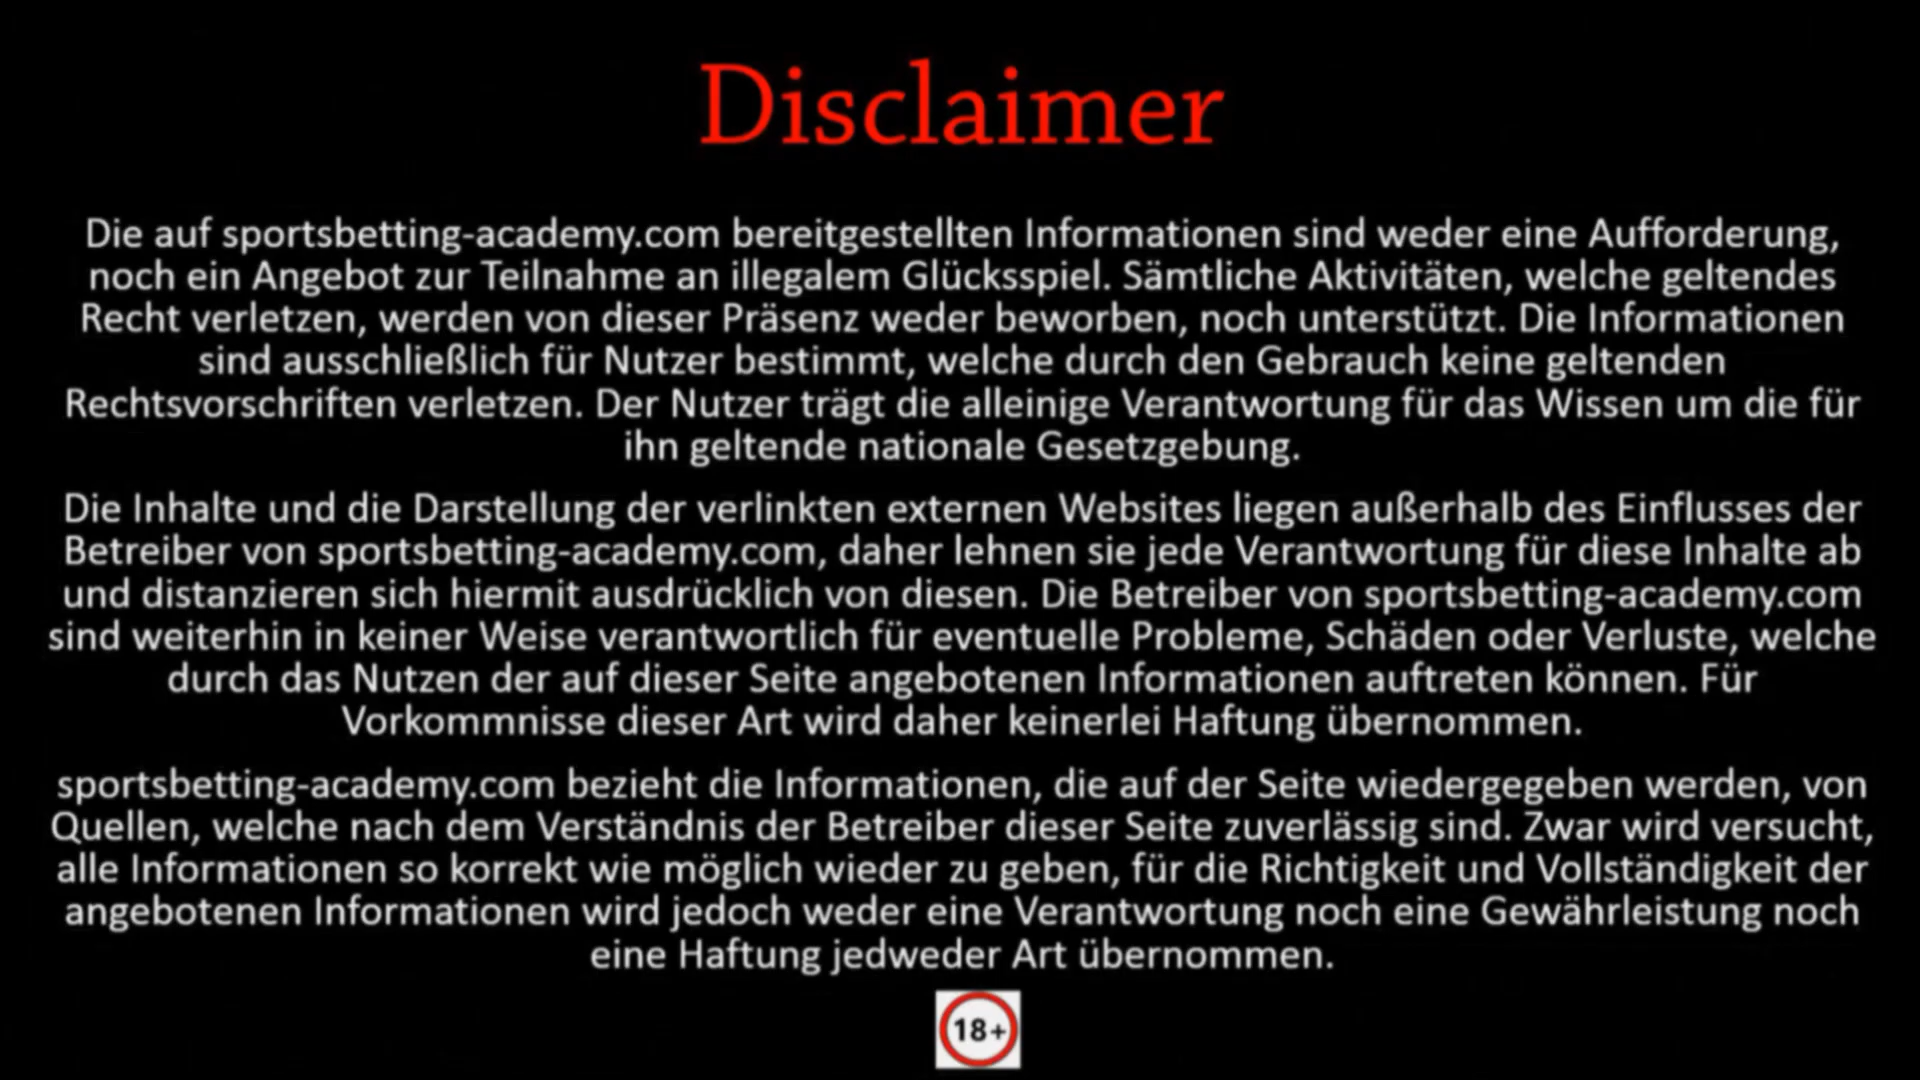 Disclaimer
Die auf sportsbetting-academy.com bereitgestellten Informationen sind weder eine Aufforderung,
noch ein Angebot zur Teilnahme an illegalem Glücksspiel. Sämtliche Aktivitäten, welche geltendes
Recht verletzen, werden von dieser Präsenz weder beworben, noch unterstützt. Die Informationen
sind ausschließlich für Nutzer bestimmt, welche durch den Gebrauch keine geltenden
Rechtsvorschriften verletzen. Der Nutzer trägt die alleinige Verantwortung für das Wissen um die für
ihn geltende nationale Gesetzgebung.
Die Inhalte und die Darstellung der verlinkten externen Websites liegen außerhalb des Einflusses der
Betreiber von sportsbetting-academy.com, daher lehnen sie jede Verantwortung für diese Inhalte ab
und distanzieren sich hiermit ausdrücklich von diesen. Die Betreiber von sportsbetting-academy.com
sind weiterhin in keiner Weise verantwortlich für eventuelle Probleme, Schäden oder Verluste, welche
durch das Nutzen der auf dieser Seite angebotenen Informationen auftreten können. Für
Vorkommnisse dieser Art wird daher keinerlei Haftung übernommen.
sportsbetting-academy.com bezieht die Informationen, die auf der Seite wiedergegeben werden, von
Quellen, welche nach dem Verständnis der Betreiber dieser Seite zuverlässig sind. Zwar wird versucht,
alle Informationen so korrekt wie möglich wieder zu geben, für die Richtigkeit und Vollständigkeit der
angebotenen Informationen wird jedoch weder eine Verantwortung noch eine Gewährleistung noch
eine Haftung jedweder Art übernommen.
18+